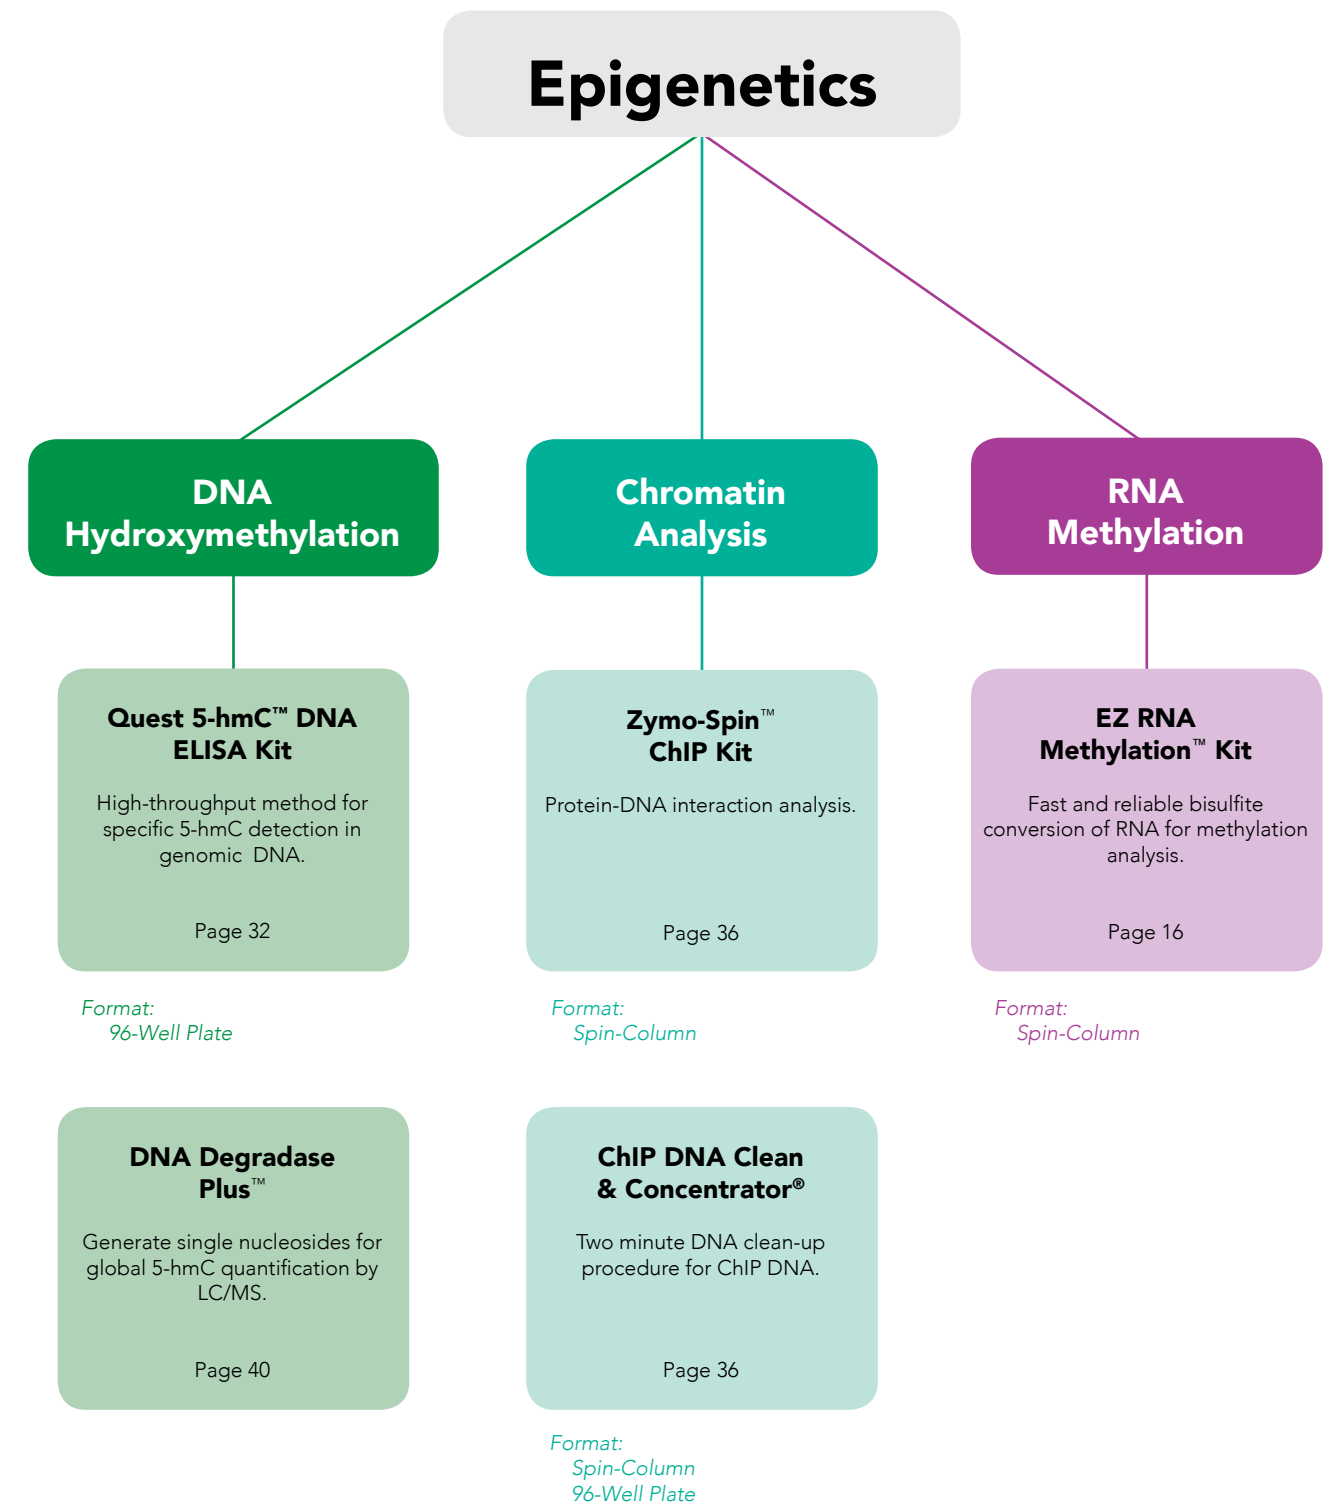 Epigenetics
DNA
Hydroxymethylation
Chromatin
Analysis
RNA
Methylation
Quest 5-hmC™ DNA
ELISA Kit
High-throughput method for
specific 5-hmC detection in
genomic DNA.
Page 32
Format:
96-Well Plate
Zymo-Spin™
ChIP Kit
Protein-DNA interaction analysis.
Page 36
Format:
Spin-Column
EZ RNA
Methylation™ Kit
Fast and reliable bisulfite
conversion of RNA for methylation
analysis.
Page 16
Format:
Spin-Column
DNA Degradase
Plus™
Generate single nucleosides for
global 5-hmC quantification by
LC/MS.
Page 40
ChIP DNA Clean
& Concentrator®
Two minute DNA clean-up
procedure for ChIP DNA.
Page 36
Format:
Spin-Column
96-Well Plate